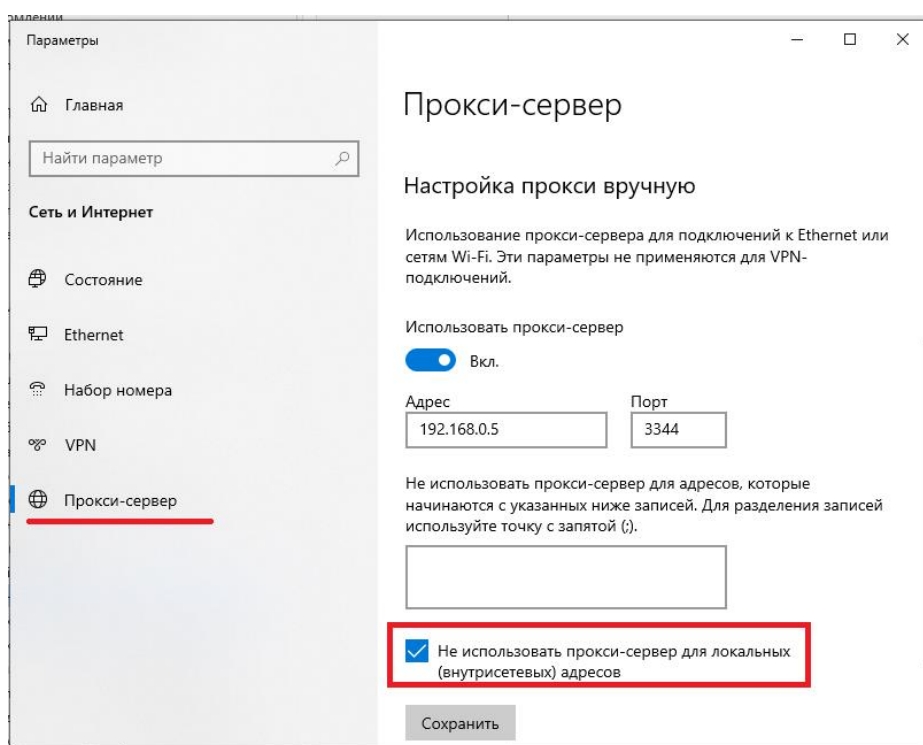 Параметры
Главная
Найти параметр
Сеть и Интернет
Состояние
Ethernet
Набор номера
VPN
Прокси-сервер
Прокси-сервер
Настройка прокси вручную
Использование прокси-сервера для подключений к Ethernet или
сетям Wi-Fi. Эти параметры не применяются для VPN-
подключений.
Использовать прокси-сервер
Вкл.
Адрес
Порт
192.168.0.5
3344
Не использовать прокси-сервер для адресов, которые
начинаются с указанных ниже записей. Для разделения записей
используйте точку с запятой (;).
Не использовать прокси-сервер для локальных
(внутрисетевых) адресов
Сохранить